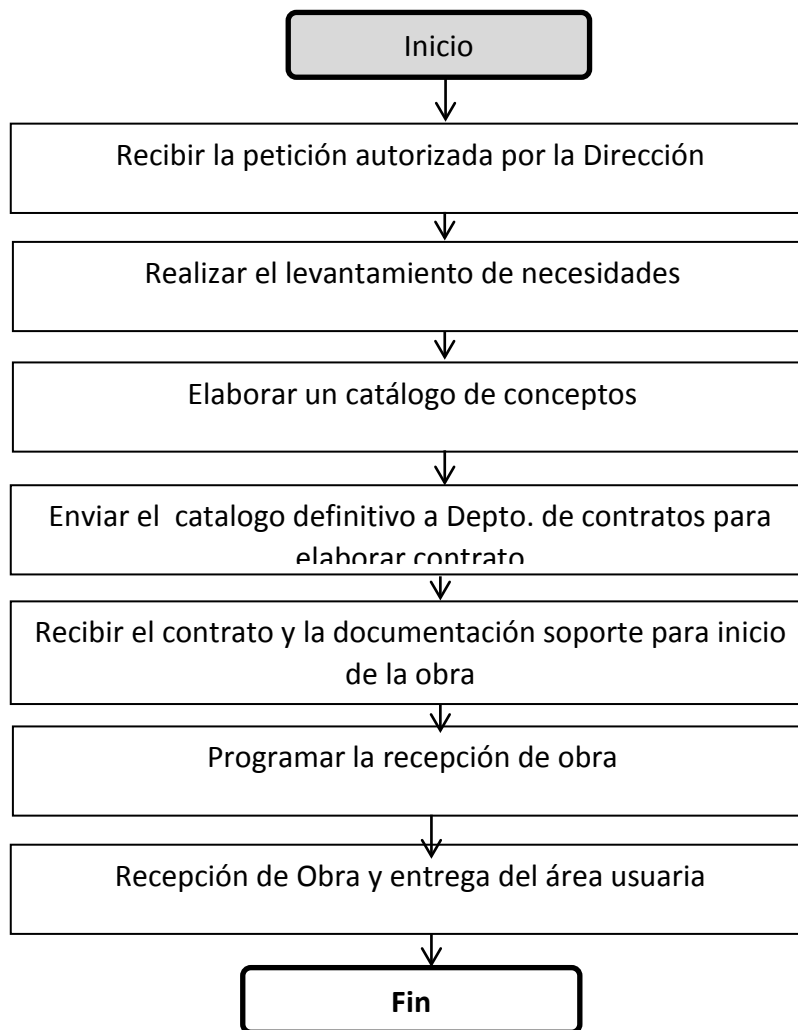 Inicio
Recibir la petición autorizada por la Dirección
Realizar el levantamiento de necesidades
Elaborar un catálogo de conceptos
Enviar el  catalogo definitivo a Depto. de contratos para
elaborar contrato
Recibir el contrato y la documentación soporte para inicio
de la obra
Programar la recepción de obra
Recepción de Obra y entrega del área usuaria
Fin